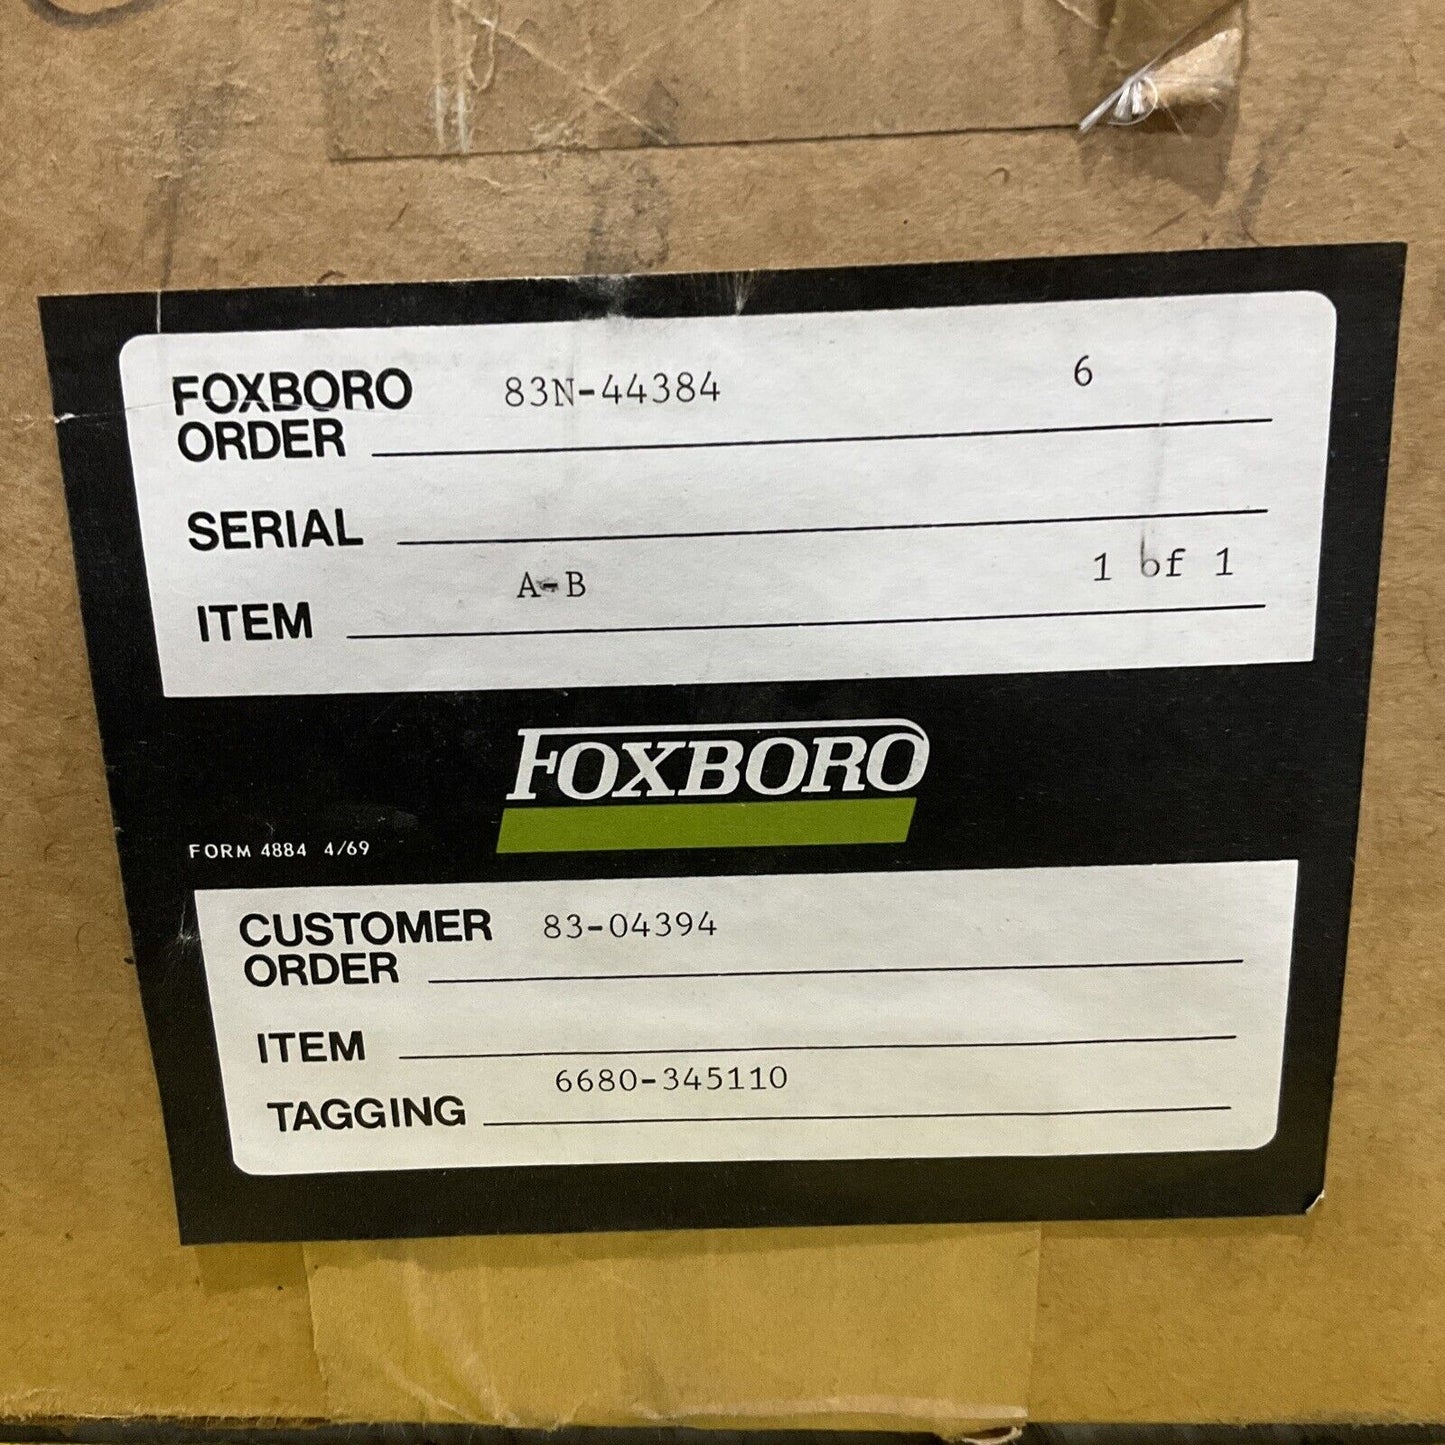 FOXBORO ORDER 83N-44384 6
SERIAL
ITEM A-B 1 of 1
FOXBORO
FORM 4884 4/69
CUSTOMER ORDER 83-04394
ITEM
TAGGING 6680-345110